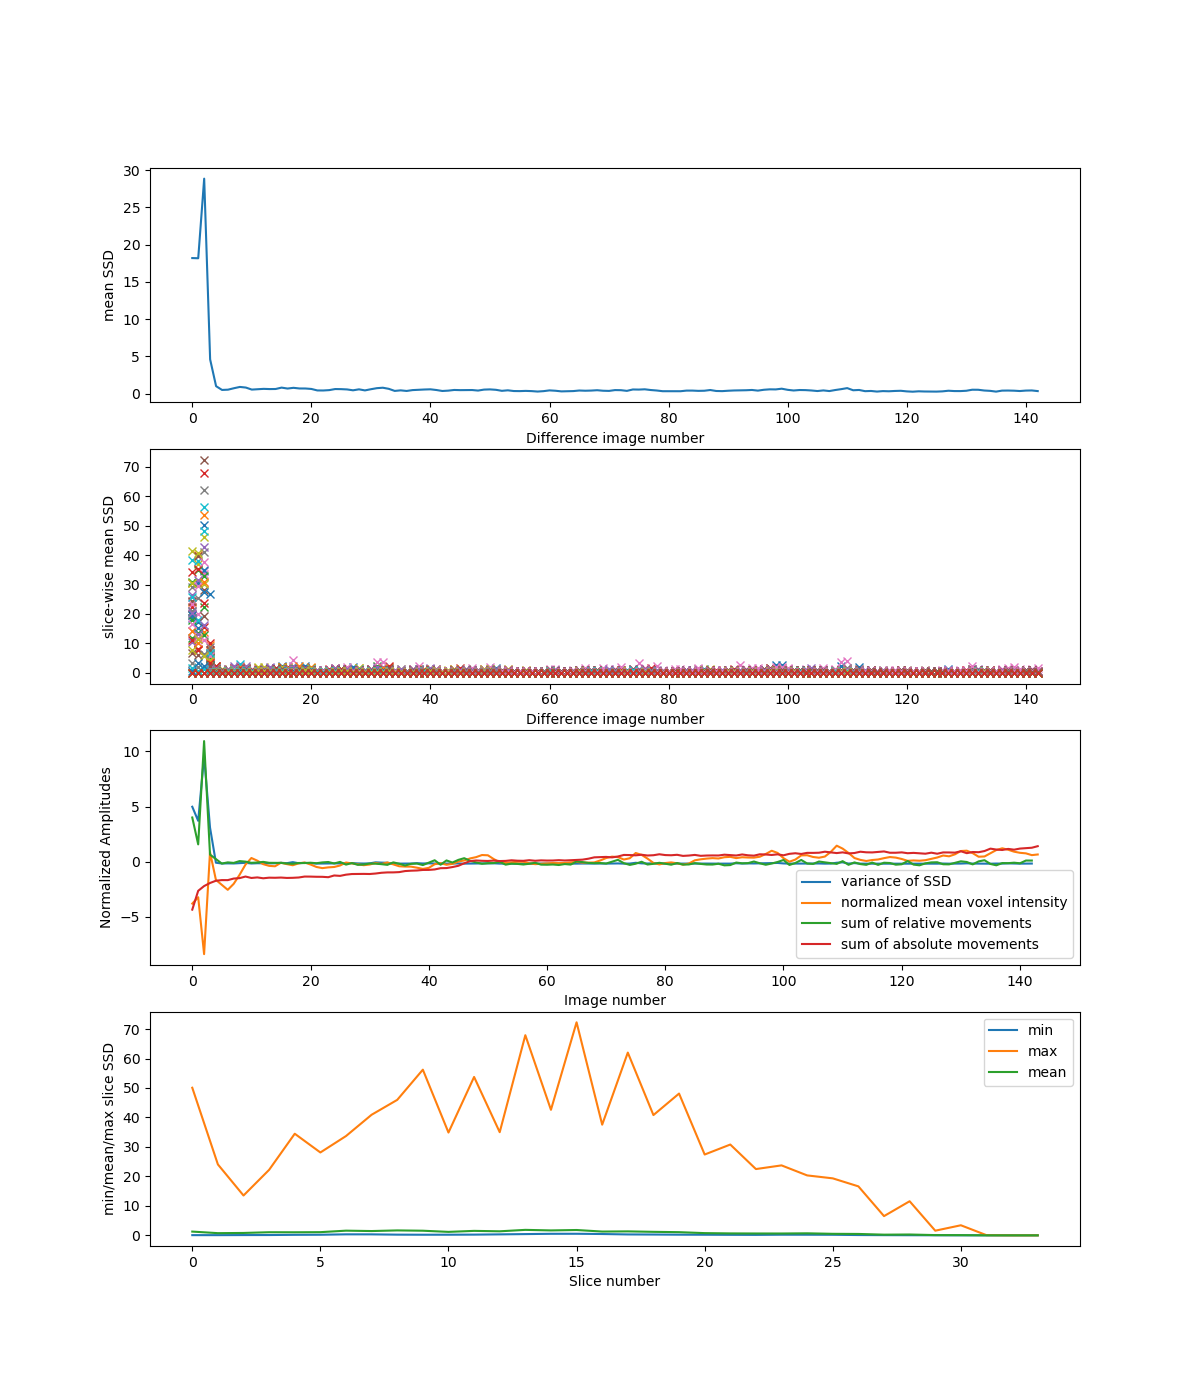 30
25
20
15
10
5
0
mean SSD
0 20 40 60 80 100 120 140
Difference image number
70
60
50
40
30
20
10
0
slice-wise mean SSD
0 20 40 60 80 100 120 140
Difference image number
10
5
0
−5
Normalized Amplitudes
variance of SSD
normalized mean voxel intensity
sum of relative movements
sum of absolute movements
0 20 40 60 80 100 120 140
Image number
70
60
50
40
30
20
10
0
min/mean/max slice SSD
min
max
mean
0 5 10 15 20 25 30
Slice number